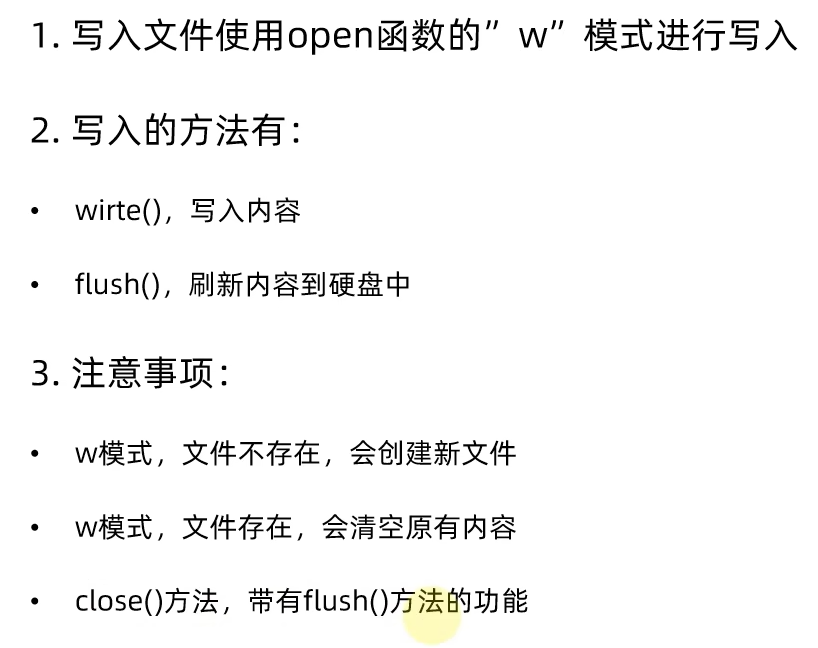 1. 写入文件使用open函数的”w”模式进行写入
2. 写入的方法有：
• wirte()，写入内容
• flush()，刷新内容到硬盘中
3. 注意事项：
• w模式，文件不存在，会创建新文件
• w模式，文件存在，会清空原有内容
• close()方法，带有flush()方法的功能